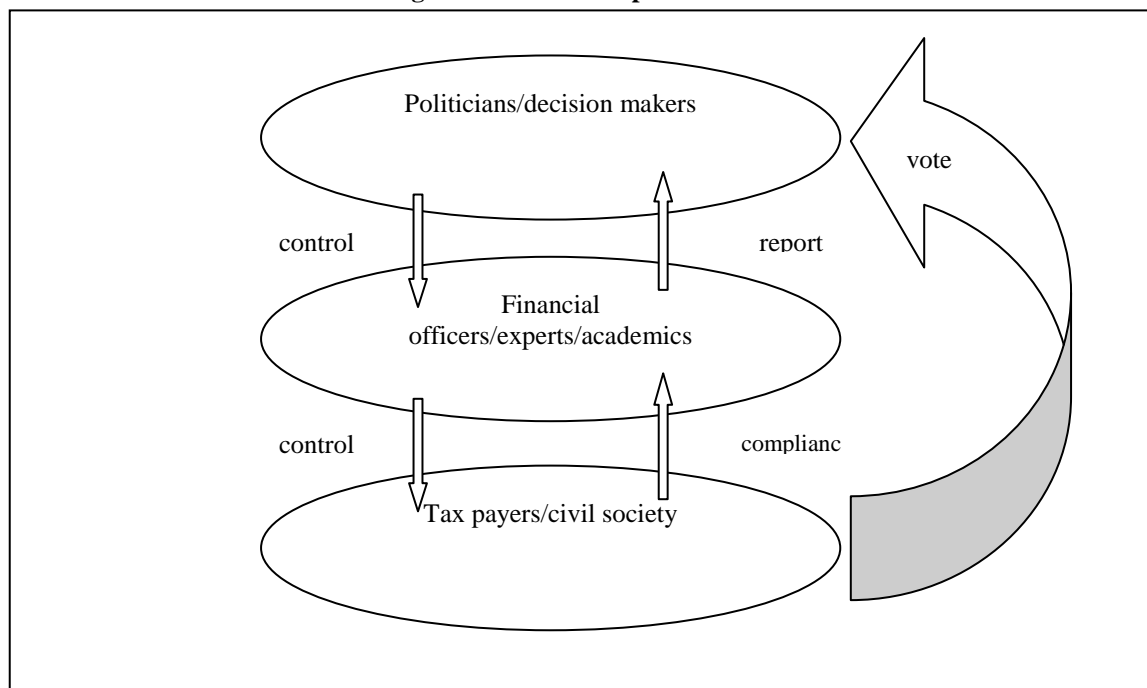 Politicians/decision makers
vote
control
report
Financial
officers/experts/academics
control
complianc
Tax payers/civil society